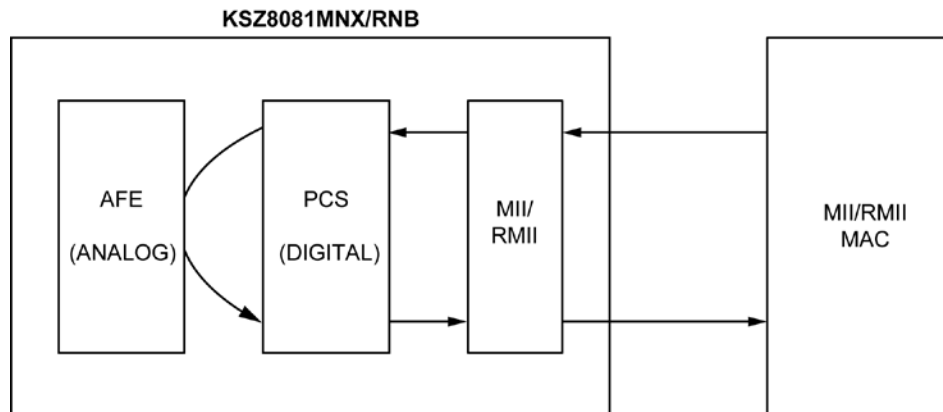 KSZ8081MNX/RNB
AFE
(ANALOG)
PCS
(DIGITAL)
MII/
RMII
MII/RMII
MAC